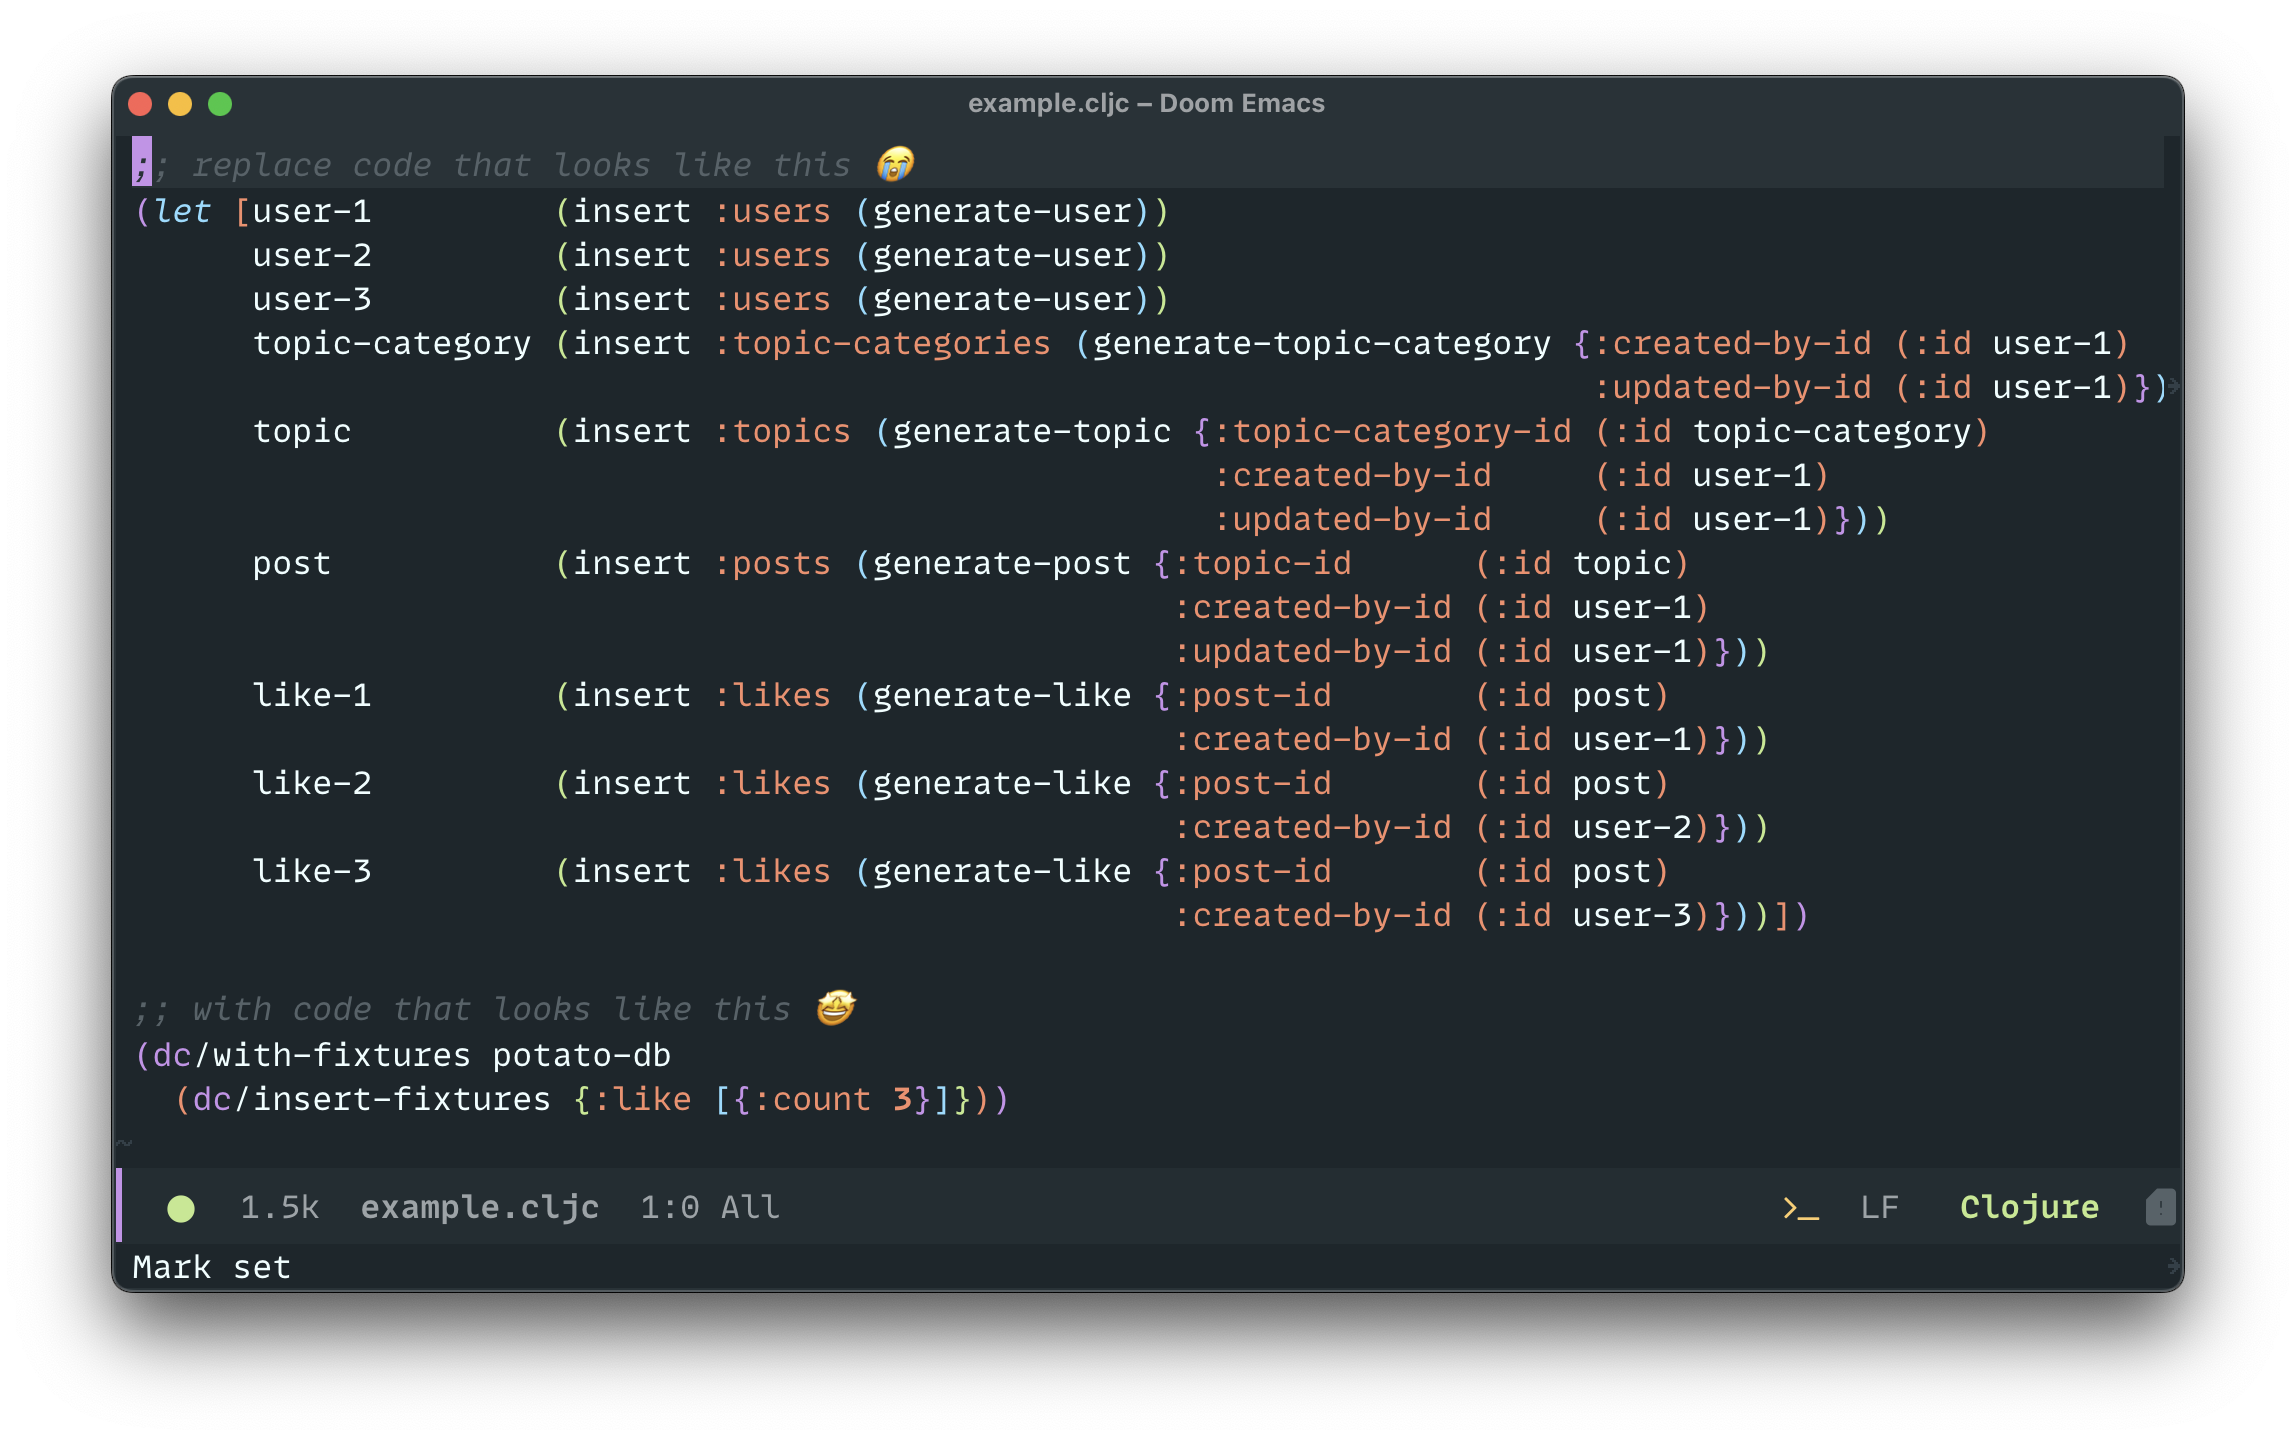 example.cljc – Doom Emacs
;; replace code that looks like this 😭
(let [user-1         (insert :users (generate-user))
      user-2         (insert :users (generate-user))
      user-3         (insert :users (generate-user))
      topic-category (insert :topic-categories (generate-topic-category {:created-by-id (:id user-1)
                                                                         :updated-by-id (:id user-1)})
      topic          (insert :topics (generate-topic {:topic-category-id (:id topic-category)
                                                      :created-by-id     (:id user-1)
                                                      :updated-by-id     (:id user-1)}))
      post           (insert :posts (generate-post {:topic-id      (:id topic)
                                                    :created-by-id (:id user-1)
                                                    :updated-by-id (:id user-1)}))
      like-1         (insert :likes (generate-like {:post-id       (:id post)
                                                    :created-by-id (:id user-1)}))
      like-2         (insert :likes (generate-like {:post-id       (:id post)
                                                    :created-by-id (:id user-2)}))
      like-3         (insert :likes (generate-like {:post-id       (:id post)
                                                    :created-by-id (:id user-3)}))])
;; with code that looks like this 🤩
(dc/with-fixtures potato-db
  (dc/insert-fixtures {:like [{:count 3}]}))
~
1.5k example.cljc 1:0 All >_ LF Clojure
Mark set